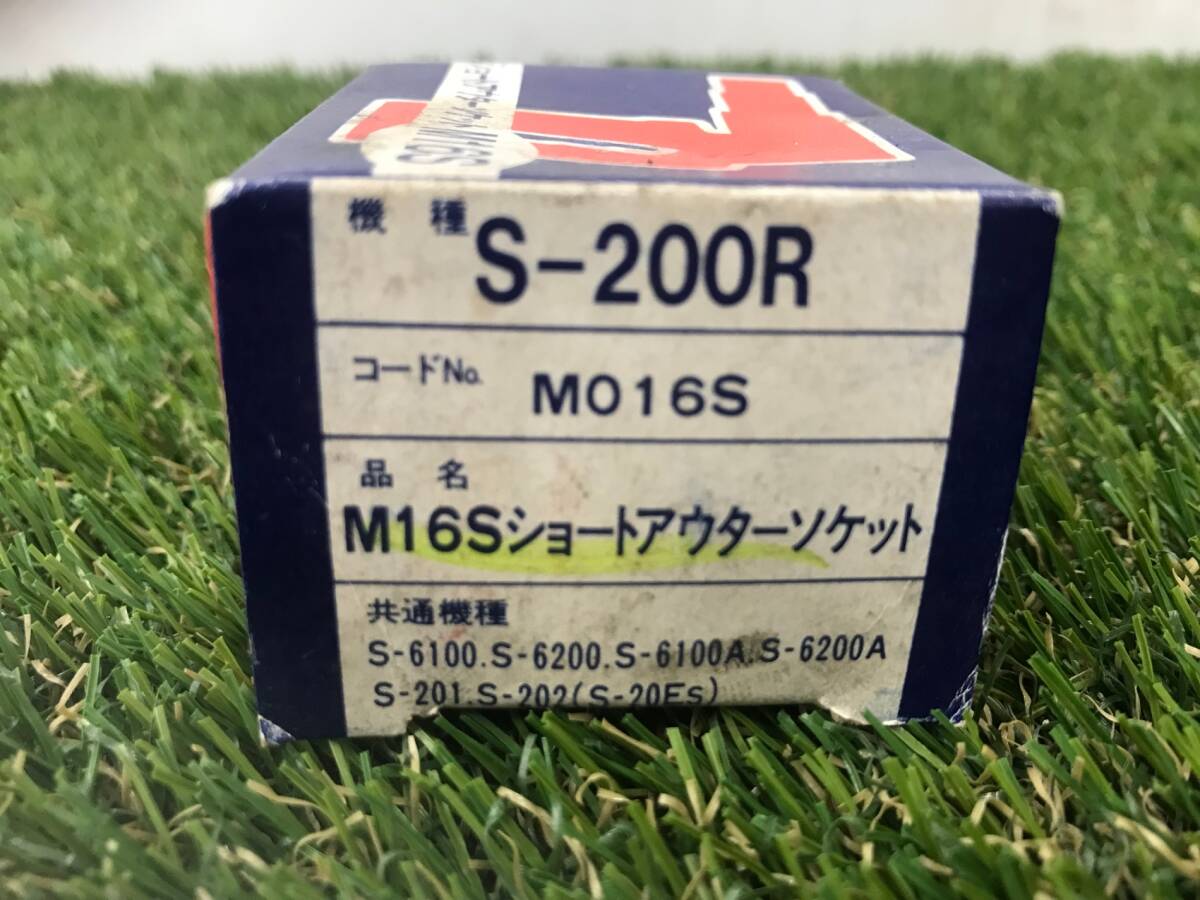 機種 S-200R
コードNo. M016S
品名
M16Sショートアウターソケット
共通機種
S-6100.S-6200.S-6100A.S-6200A
S-201.S-202(S-20Es)